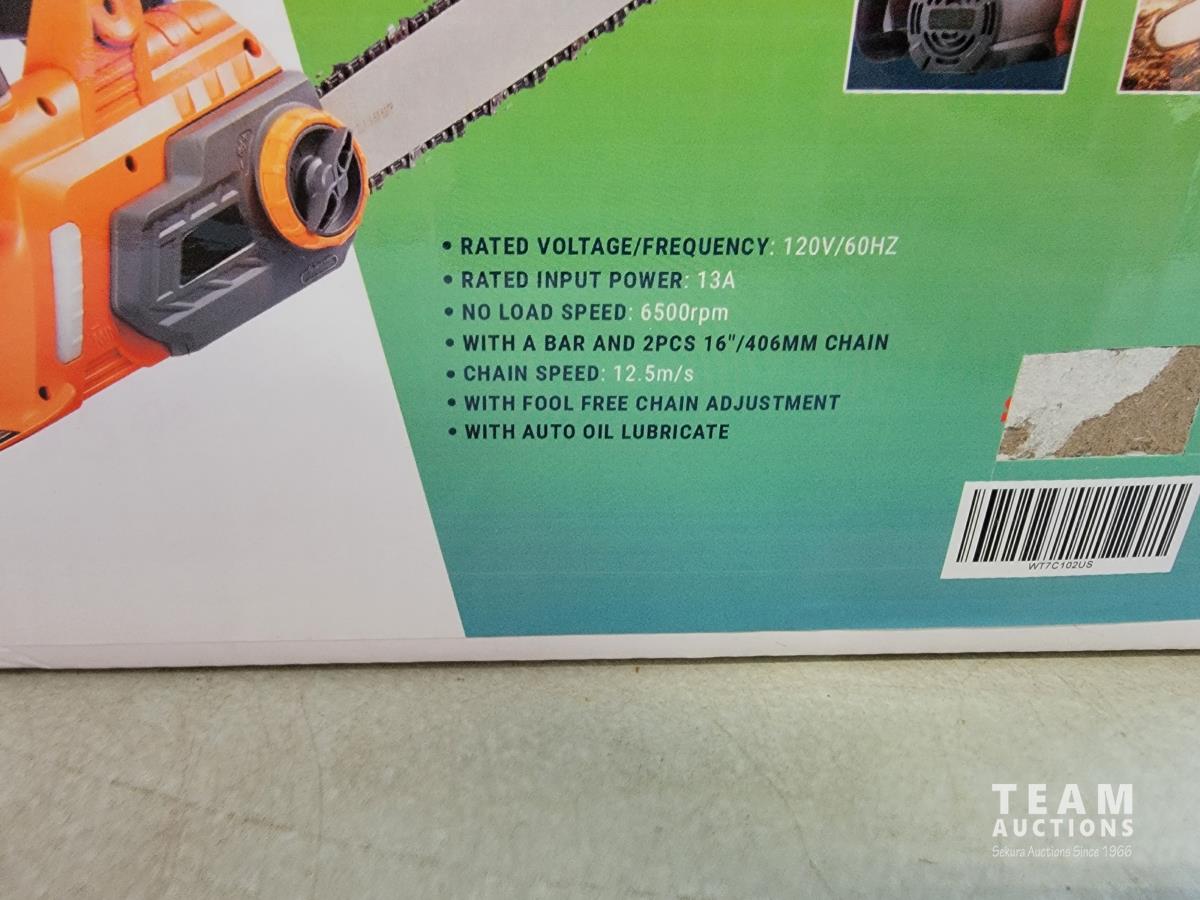 • RATED VOLTAGE/FREQUENCY: 120V/60HZ
• RATED INPUT POWER: 13A
• NO LOAD SPEED: 6500rpm
• WITH A BAR AND 2PCS 16"/406MM CHAIN
• CHAIN SPEED: 12.5m/s
• WITH FOOL FREE CHAIN ADJUSTMENT
• WITH AUTO OIL LUBRICATE
WT7C102US
TEAM
AUCTIONS
Sekura Auctions Since 1966